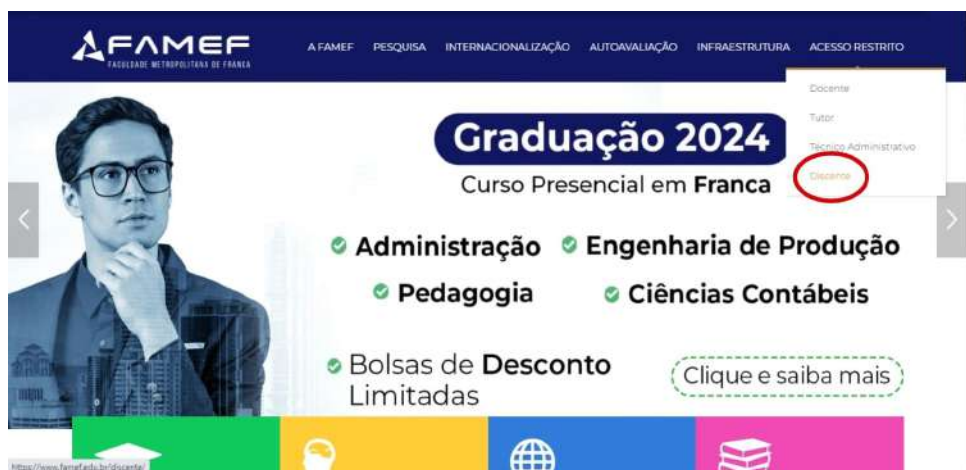 AFAMEF
FACULDADE METROPOLITANA DE FRANCA
A FAMEF PESQUISA INTERNACIONALIZAÇÃO AUTOAVALIAÇÃO INFRAESTRUTURA ACESSO RESTRITO
Docente
Tutor
Técnico Administrativo
Discente
Graduação 2024
Curso Presencial em Franca
Administração Engenharia de Produção
Pedagogia Ciências Contábeis
Bolsas de Desconto
Limitadas
Clique e saiba mais
https://www.famef.edu.br/discente/